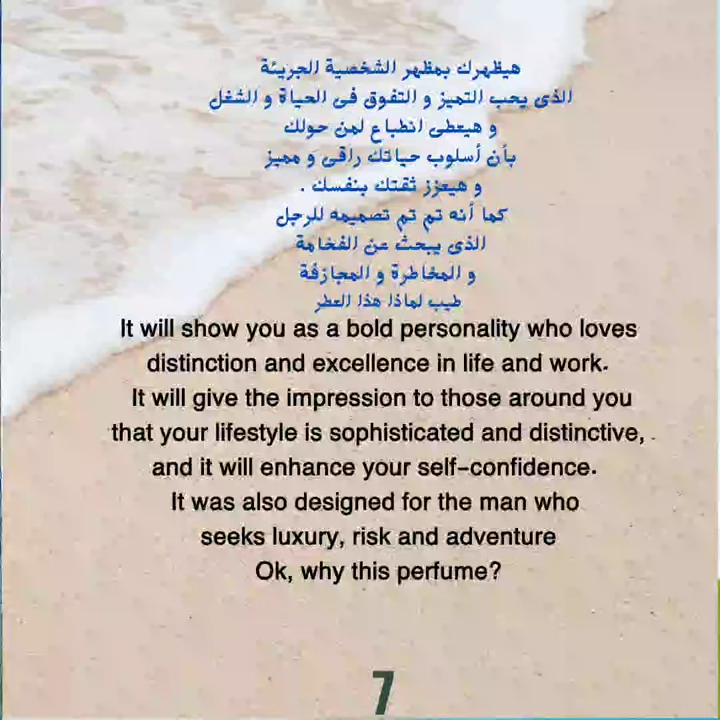 هيظهرك بمظهر الشخصية الجريئة
الذى يحب التميز و التفوق فى الحياة و الشغل
و هيعطى انطباع لمن حولك
بأن أسلوب حياتك راقى و مميز
و هيعزز ثقتك بنفسك .
كما أنه تم تم تصميمه للرجل
الذى يبحث عن الفخامة
و المخاطرة و المجازفة
طيب لماذا هذا العطر
It will show you as a bold personality who loves
distinction and excellence in life and work.
It will give the impression to those around you
that your lifestyle is sophisticated and distinctive, .
and it will enhance your self-confidence.
It was also designed for the man who
seeks luxury, risk and adventure
Ok, why this perfume?
7